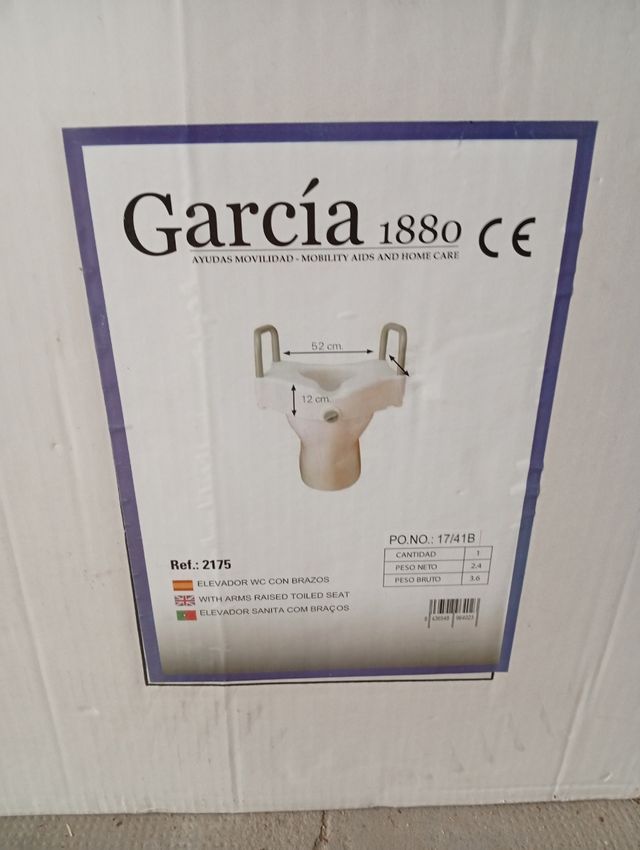 García 1880 CE
AYUDAS MOVILIDAD - MOBILITY AIDS AND HOME CARE
52 cm.
12 cm.
Ref.: 2175
ELEVADOR WC CON BRAZOS
WITH ARMS RAISED TOILED SEAT
ELEVADOR SANITA COM BRAÇOS
PO.NO.: 17/41B
CANTIDAD 1
PESO NETO 2.4
PESO BRUTO 3.6